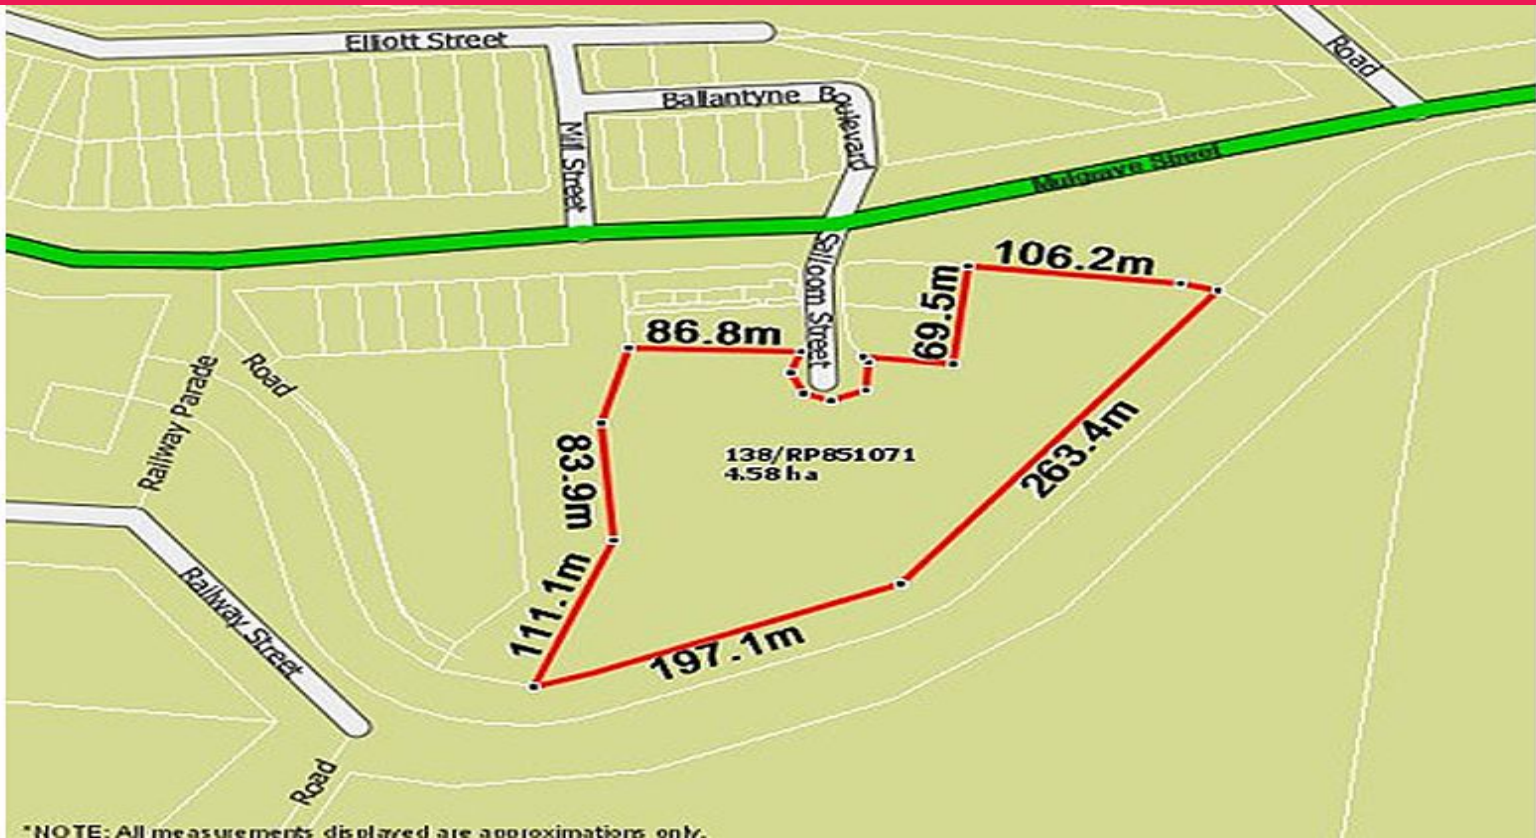 Elliott Street
Road
Ballantyne Boulevard
Mill Street
Mulgrave Street
Salloom Street
106.2m
69.5m
86.8m
Road
Railway Parade
83.9m
138/RP851071
4.58 ha
263.4m
111.1m
197.1m
Railway Street
Road
*NOTE: All measurements displayed are approximations only.